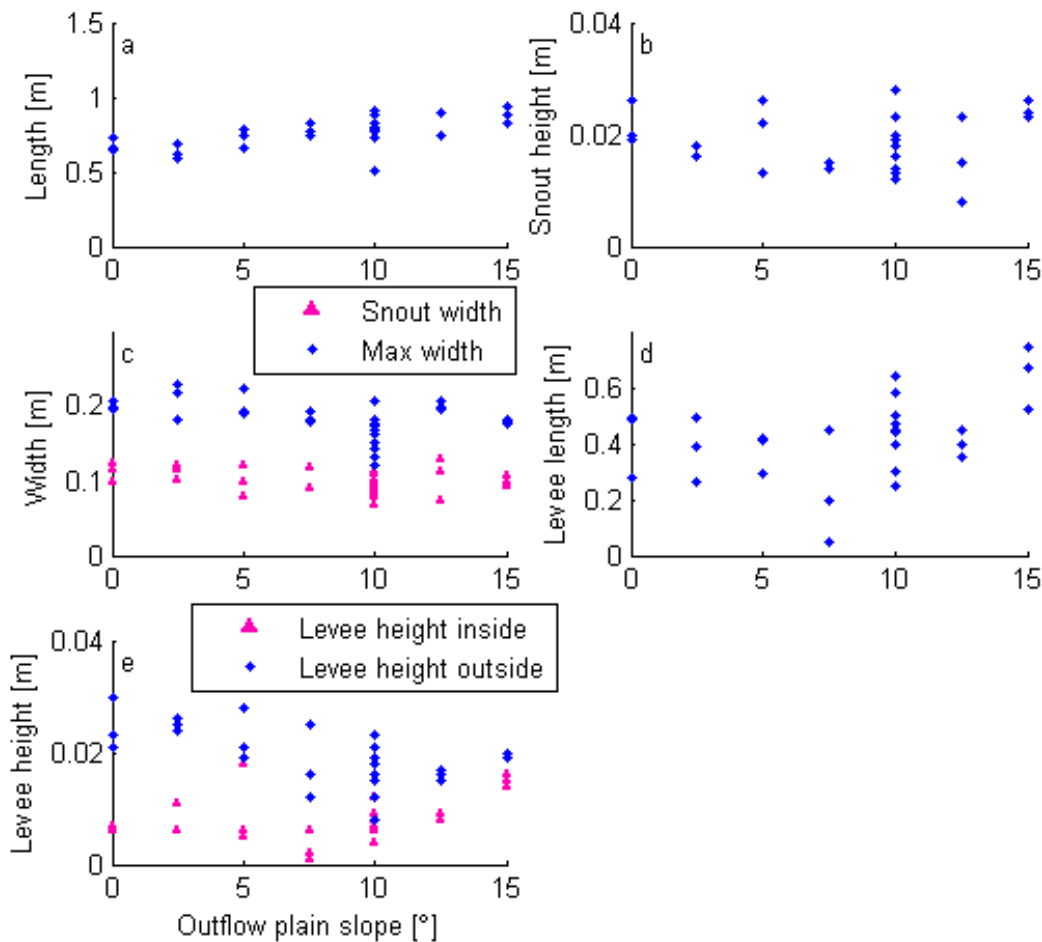 1.5
1
0.5
0
Length [m]
a
0 5 10 15
0.04
0.02
0
Snout height [m]
b
0 5 10 15
Snout width
Max width
0.2
0.1
0
Width [m]
c
0 5 10 15
0.6
0.4
0.2
0
Levee length [m]
d
0 5 10 15
Levee height inside
Levee height outside
0.04
0.02
0
Levee height [m]
e
0 5 10 15
Outflow plain slope [°]